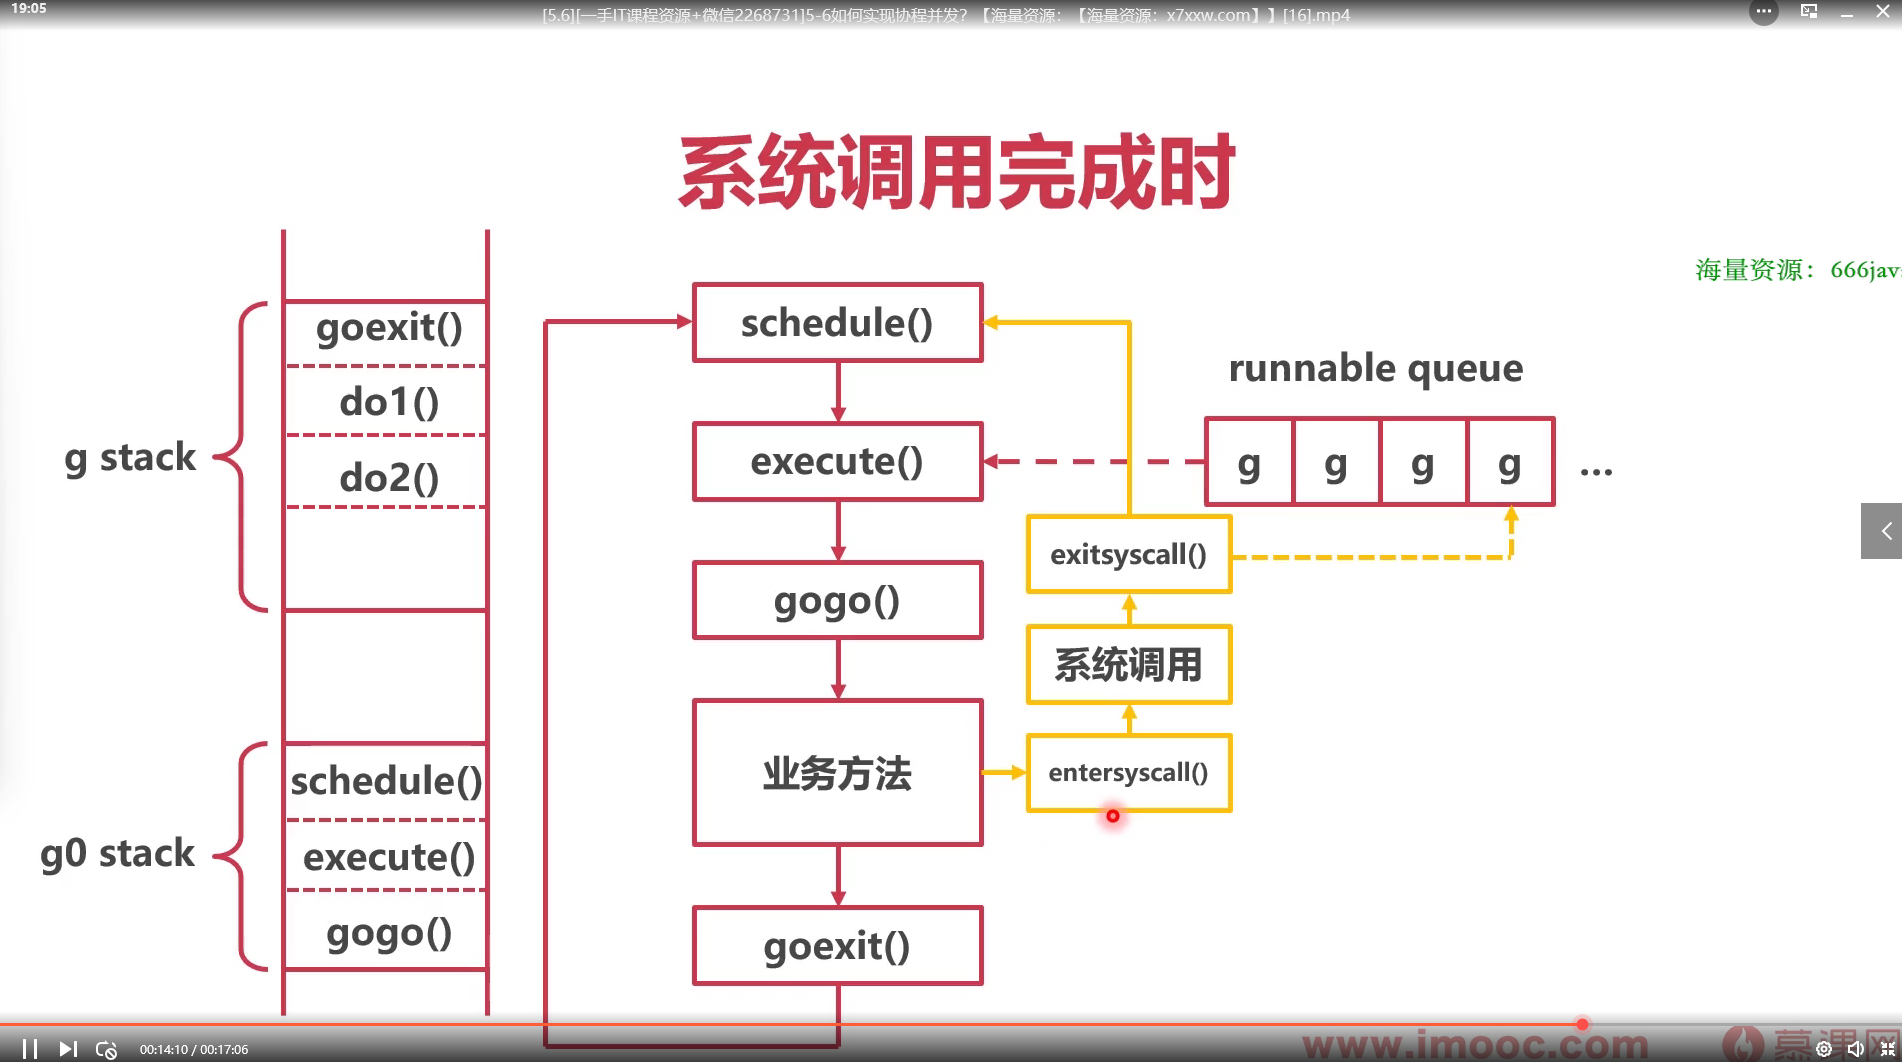 19:05
[5.6][一手IT课程资源+微信2268731]5-6如何实现协程并发？【海量资源：【海量资源：x7xxw.com】】[16].mp4
系统调用完成时
海量资源：666jav
g stack
goexit()
do1()
do2()
g0 stack
schedule()
execute()
gogo()
schedule()
execute()
gogo()
业务方法
goexit()
exitsyscall()
系统调用
entersyscall()
runnable queue
g g g g ...
00:14:10 / 00:17:06
www.imooc.com 慕课网